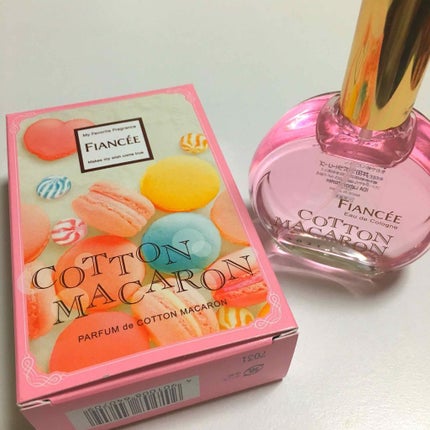 My Favorite Fragrance
FIANCÉE
Makes my wish come true
COTTON
MACARON
PARFUM de COTTON MACARON
7031
FIANCÉE
Eau de Cologne
COTTON
MACARON